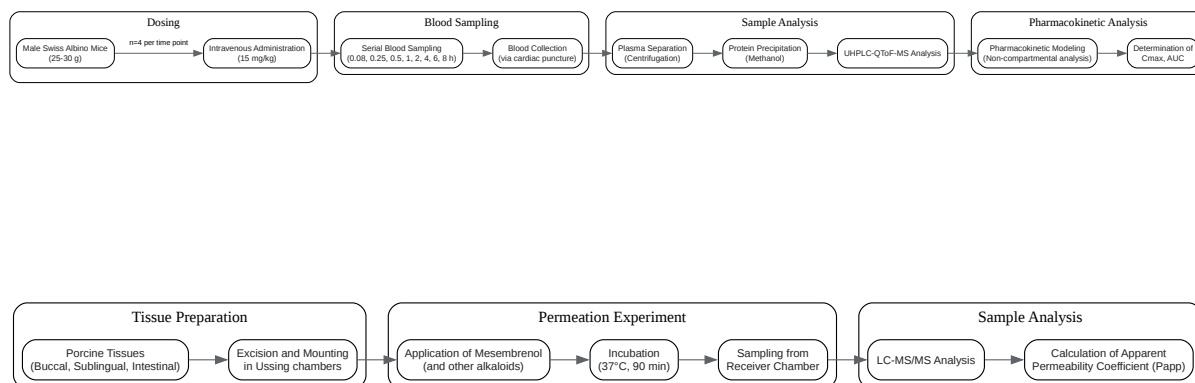 Dosing
Male Swiss Albino Mice
(25-30 g)
n=4 per time point
Intravenous Administration
(15 mg/kg)
Blood Sampling
Serial Blood Sampling
(0.08, 0.25, 0.5, 1, 2, 4, 6, 8 h)
Blood Collection
(via cardiac puncture)
Sample Analysis
Plasma Separation
(Centrifugation)
Protein Precipitation
(Methanol)
UHPLC-QToF-MS Analysis
Pharmacokinetic Analysis
Pharmacokinetic Modeling
(Non-compartmental analysis)
Determination of
Cmax, AUC
Tissue Preparation
Porcine Tissues
(Buccal, Sublingual, Intestinal)
Excision and Mounting
in Ussing chambers
Permeation Experiment
Application of Mesembrenol
(and other alkaloids)
Incubation
(37°C, 90 min)
Sampling from
Receiver Chamber
Sample Analysis
LC-MS/MS Analysis
Calculation of Apparent
Permeability Coefficient (Papp)